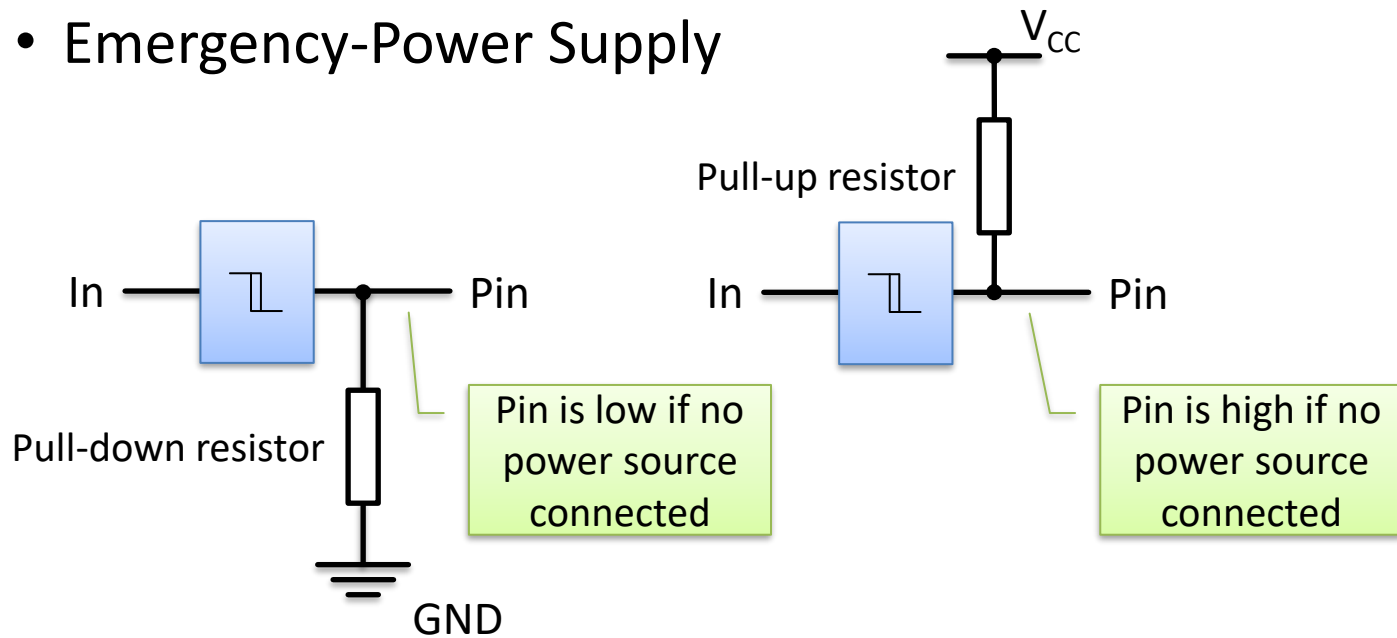 • Emergency-Power Supply
V_CC
Pull-up resistor
In
Pin
In
Pin
Pull-down resistor
Pin is low if no
power source
connected
Pin is high if no
power source
connected
GND